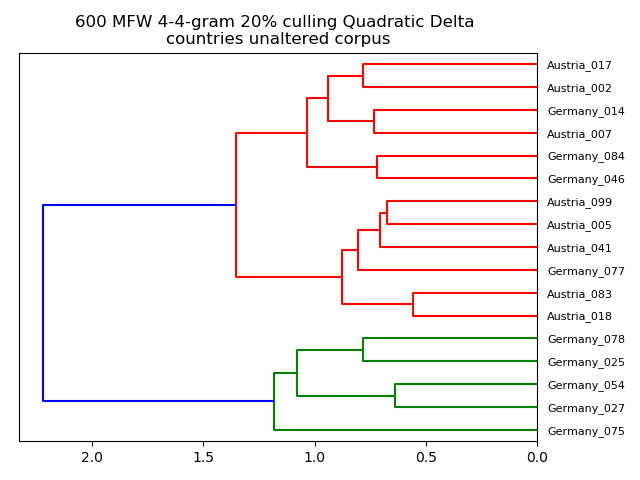 600 MFW 4-4-gram 20% culling Quadratic Delta
countries unaltered corpus
Austria_017
Austria_002
Germany_014
Austria_007
Germany_084
Germany_046
Austria_099
Austria_005
Austria_041
Germany_077
Austria_083
Austria_018
Germany_078
Germany_025
Germany_054
Germany_027
Germany_075
2.0 1.5 1.0 0.5 0.0